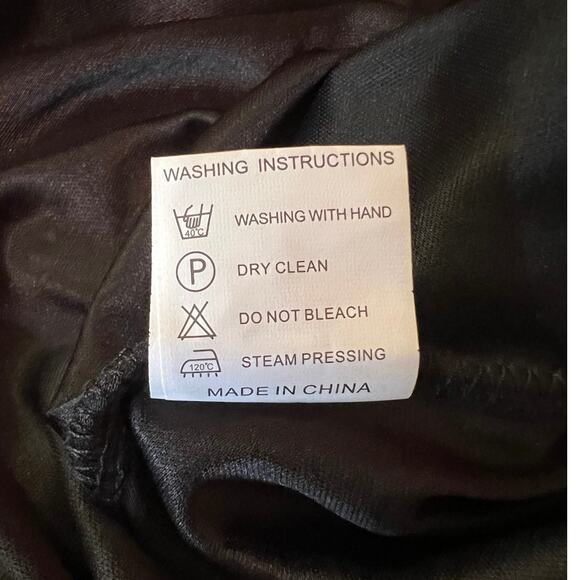 WASHING INSTRUCTIONS
40°C WASHING WITH HAND
P DRY CLEAN
DO NOT BLEACH
120°C STEAM PRESSING
MADE IN CHINA